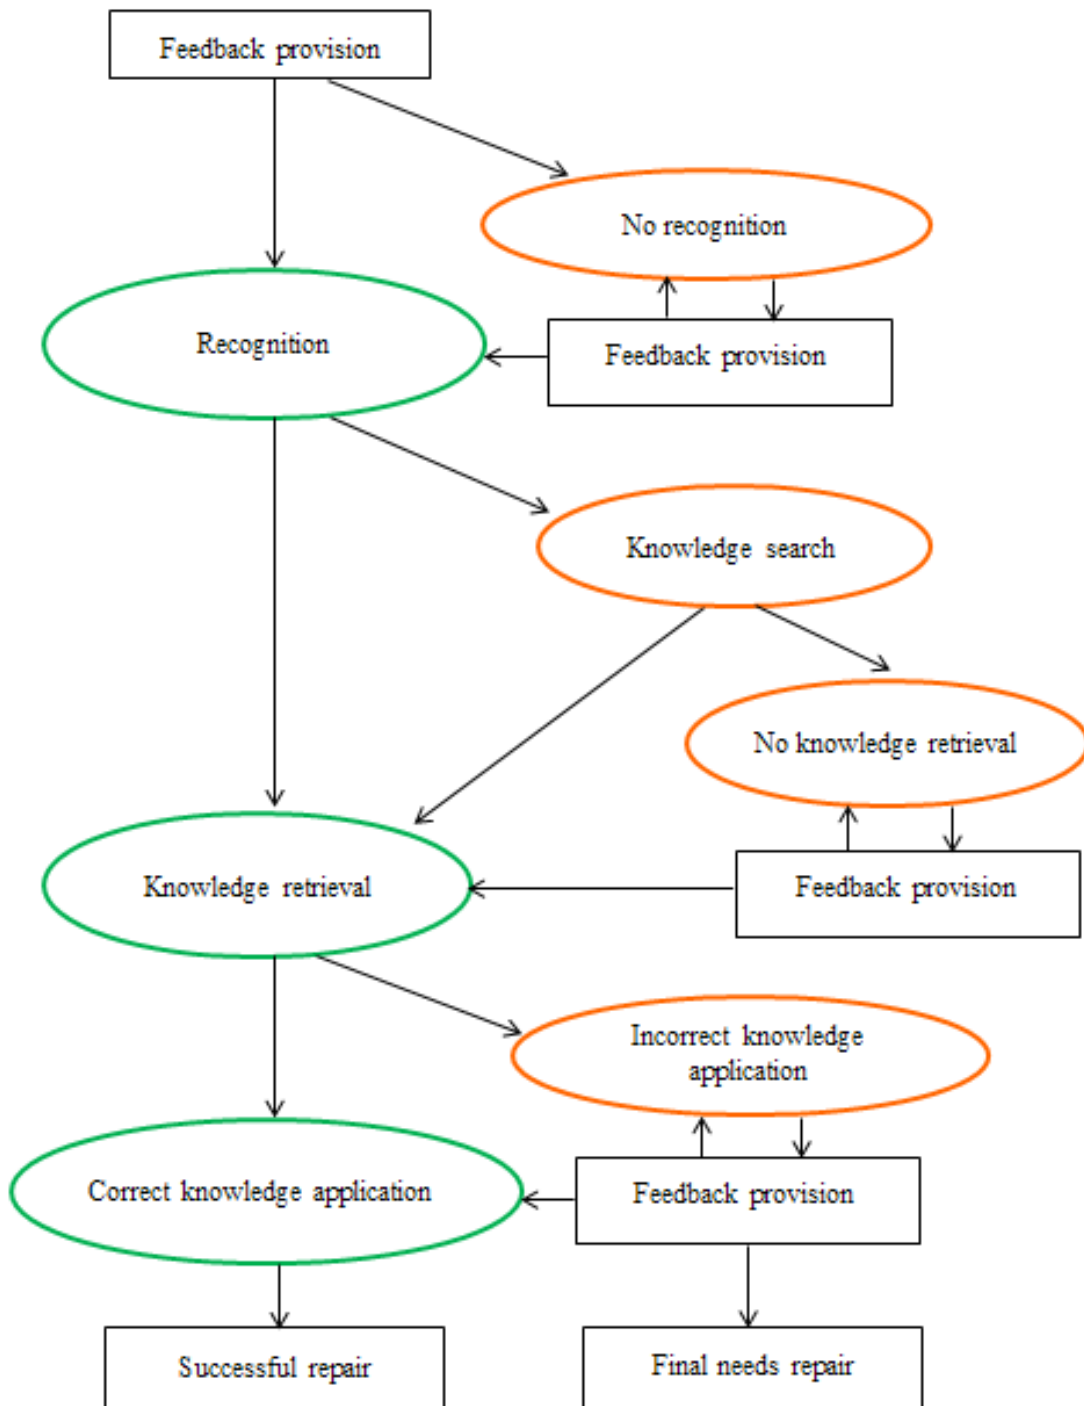 Feedback provision
No recognition
Recognition
Feedback provision
Knowledge search
No knowledge retrieval
Knowledge retrieval
Feedback provision
Incorrect knowledge
application
Correct knowledge application
Feedback provision
Successful repair
Final needs repair